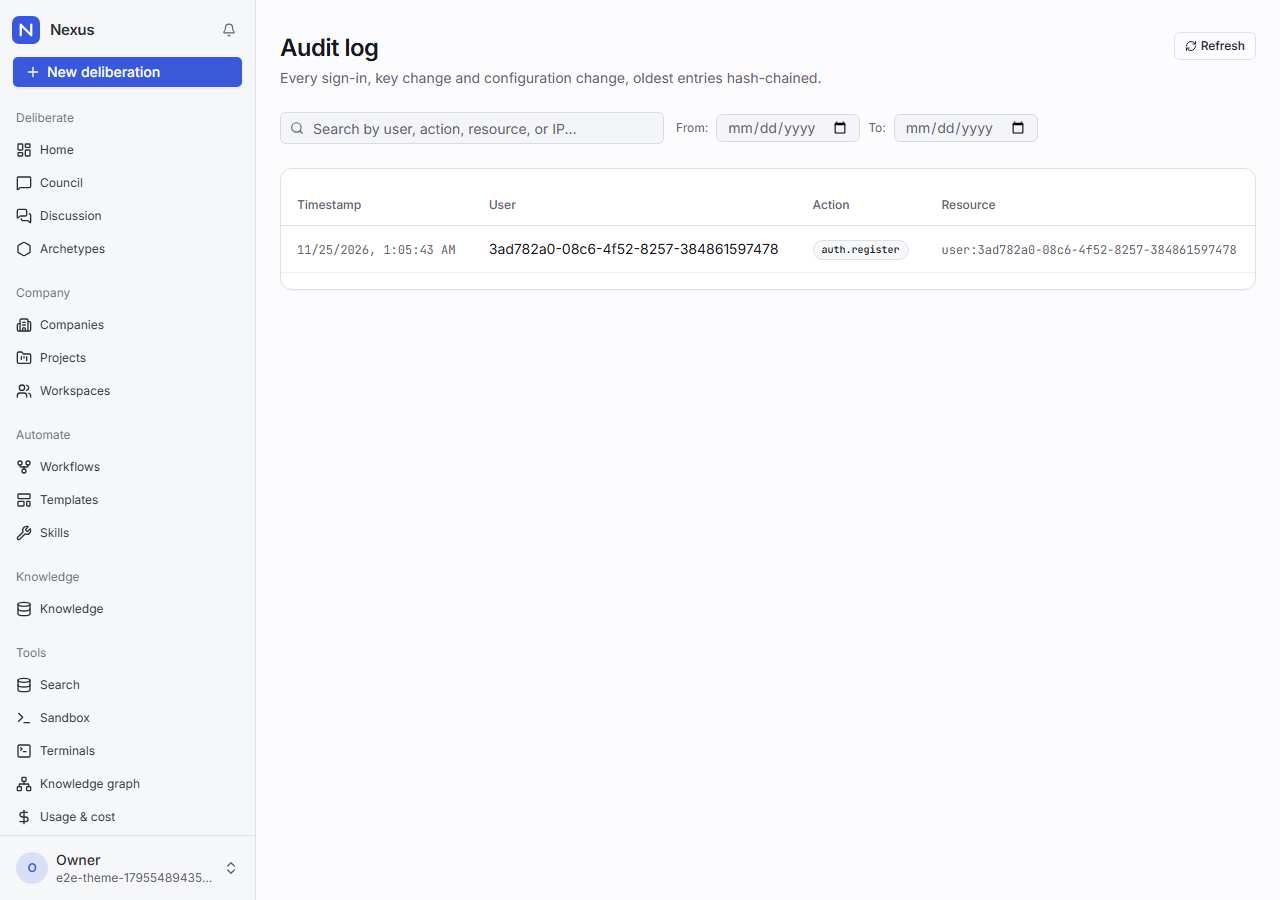 Nexus
New deliberation
Deliberate
Home
Council
Discussion
Archetypes
Company
Companies
Projects
Workspaces
Automate
Workflows
Templates
Skills
Knowledge
Knowledge
Tools
Search
Sandbox
Terminals
Knowledge graph
Usage & cost
O
Owner
e2e-theme-17955489435...
Audit log
Refresh
Every sign-in, key change and configuration change, oldest entries hash-chained.
Search by user, action, resource, or IP...
From: mm/dd/yyyy To: mm/dd/yyyy
Timestamp User Action Resource
11/25/2026, 1:05:43 AM 3ad782a0-08c6-4f52-8257-384861597478 auth.register user:3ad782a0-08c6-4f52-8257-384861597478